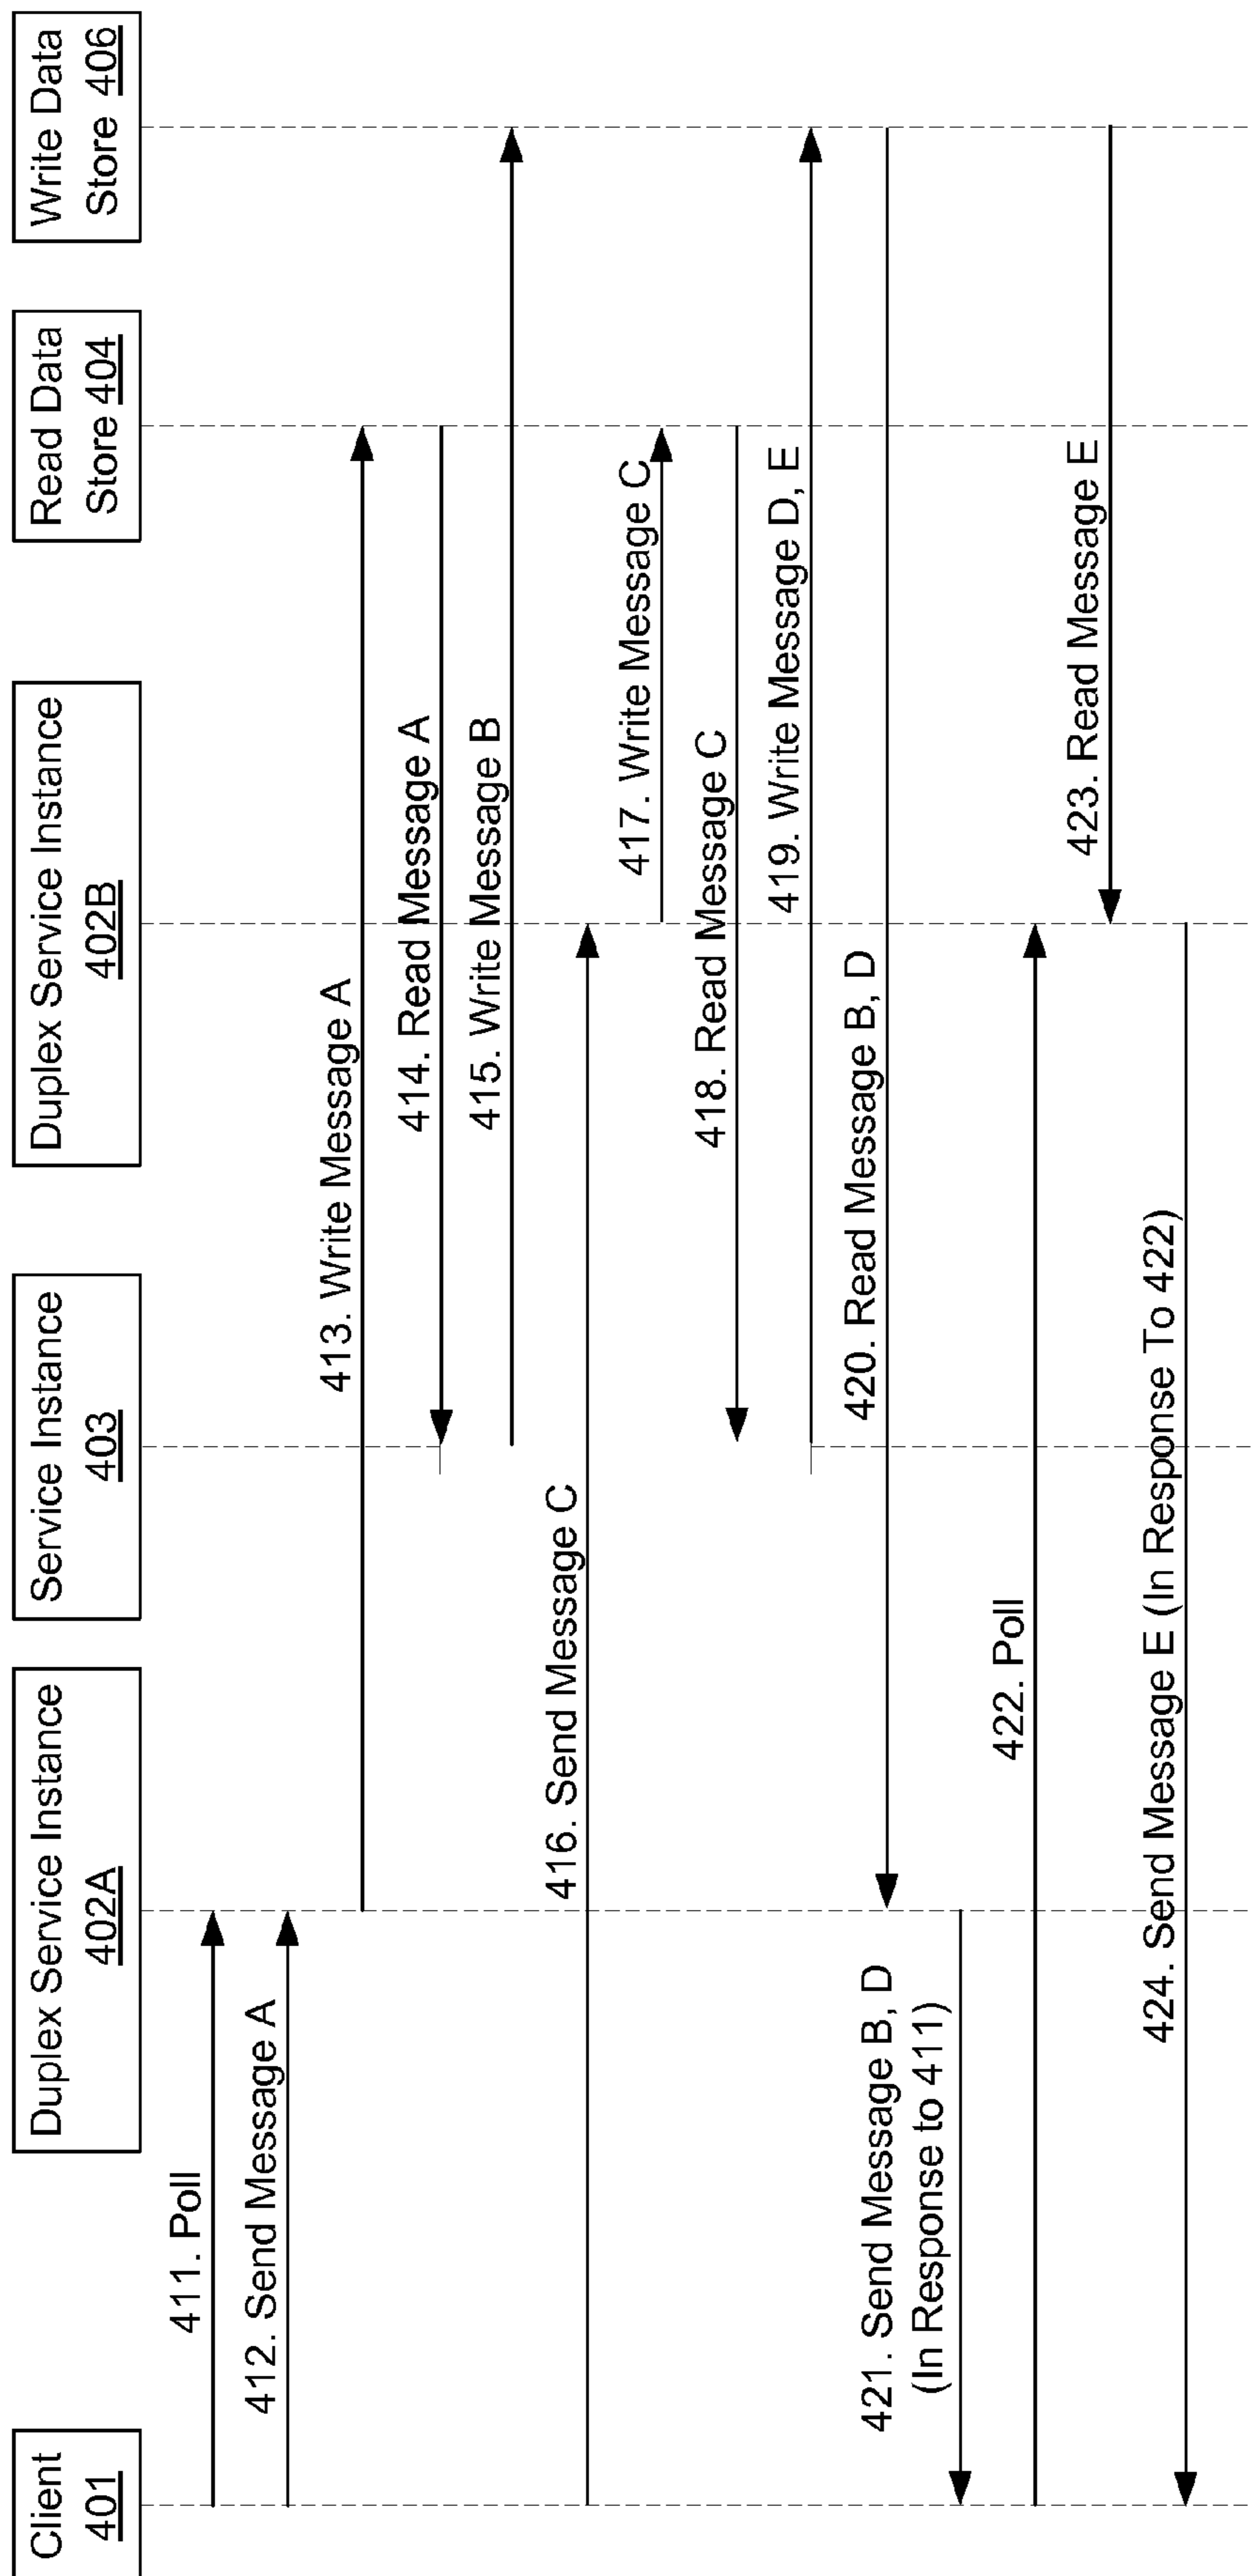 Client
401
Duplex Service Instance
402A
Service Instance
403
Duplex Service Instance
402B
Read Data
Store 404
Write Data
Store 406
411. Poll
412. Send Message A
413. Write Message A
414. Read Message A
415. Write Message B
416. Send Message C
417. Write Message C
418. Read Message C
419. Write Message D, E
420. Read Message B, D
421. Send Message B, D
(In Response to 411)
422. Poll
423. Read Message E
424. Send Message E (In Response To 422)